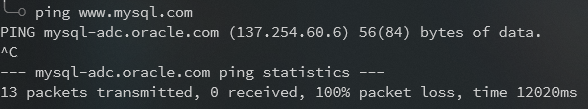 ping www.mysql.com
PING mysql-adc.oracle.com (137.254.60.6) 56(84) bytes of data.
^C
--- mysql-adc.oracle.com ping statistics ---
13 packets transmitted, 0 received, 100% packet loss, time 12020ms